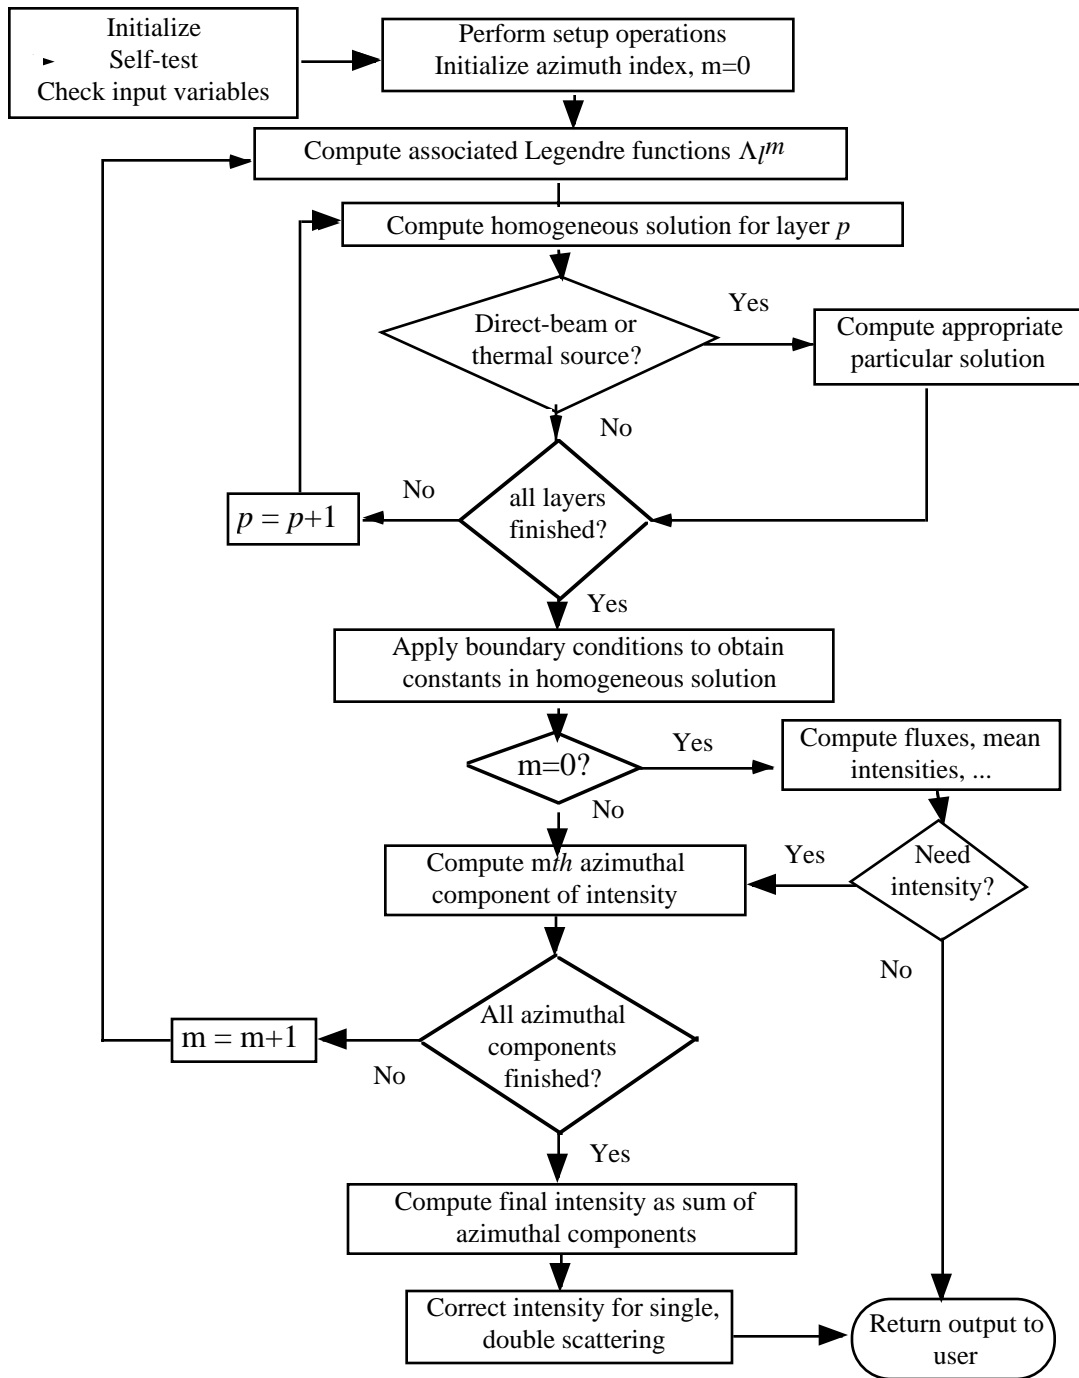 Initialize
Self-test
Check input variables
Perform setup operations
Initialize azimuth index, m=0
Compute associated Legendre functions Λl^m
Compute homogeneous solution for layer p
Direct-beam or
thermal source?
Yes
Compute appropriate
particular solution
No
all layers
finished?
No
p = p+1
Yes
Apply boundary conditions to obtain
constants in homogeneous solution
m=0?
Yes
Compute fluxes, mean
intensities, ...
No
Need
intensity?
Yes
Compute mth azimuthal
component of intensity
No
All azimuthal
components
finished?
m = m+1
No
Yes
Compute final intensity as sum of
azimuthal components
Correct intensity for single,
double scattering
Return output to
user